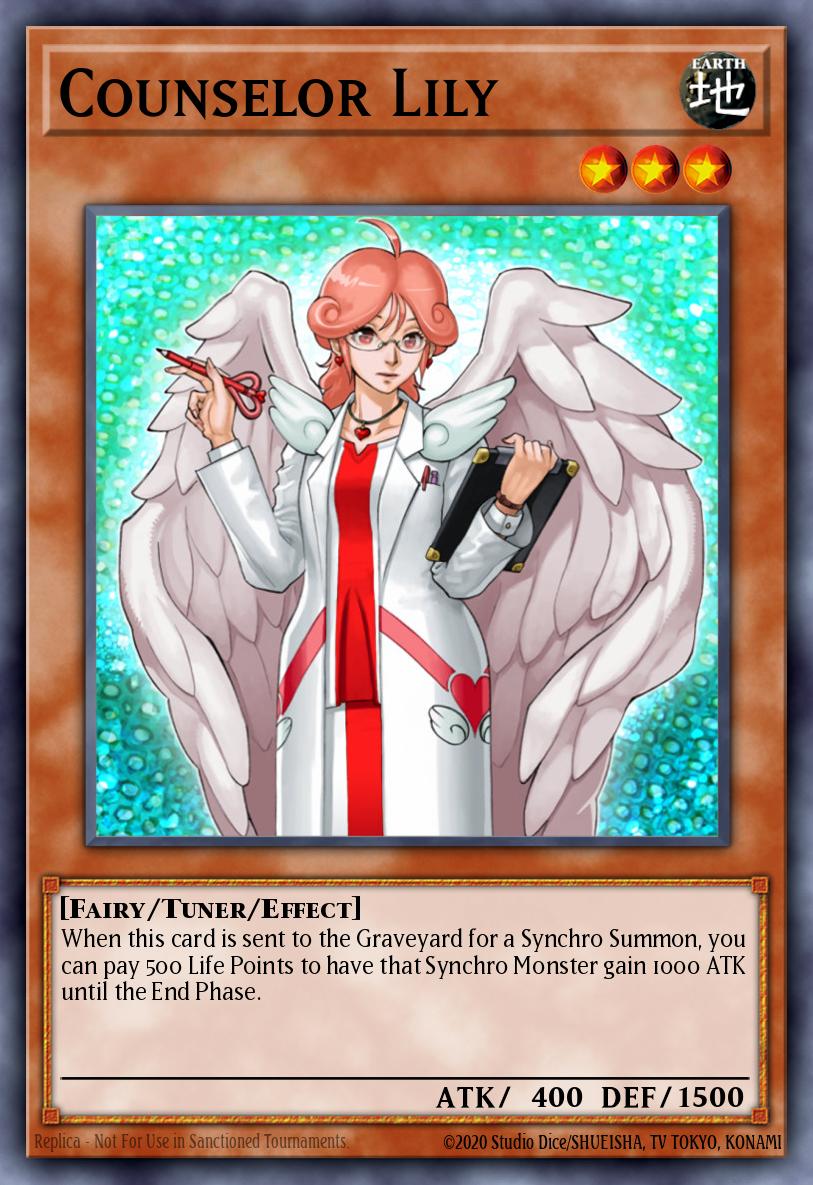 Counselor Lily
EARTH
地
[Fairy/Tuner/Effect]
When this card is sent to the Graveyard for a Synchro Summon, you
can pay 500 Life Points to have that Synchro Monster gain 1000 ATK
until the End Phase.
ATK/ 400 DEF/1500
Replica - Not For Use in Sanctioned Tournaments.
©2020 Studio Dice/SHUEISHA, TV TOKYO, KONAMI